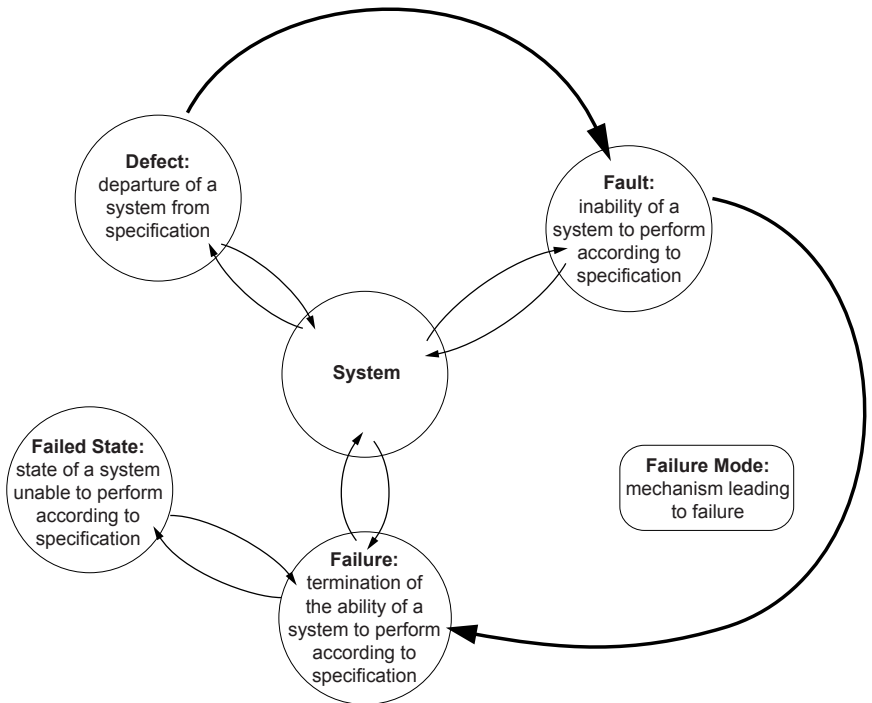 Defect:
departure of a
system from
specification
Fault:
inability of a
system to perform
according to
specification
System
Failed State:
state of a system
unable to perform
according to
specification
Failure Mode:
mechanism leading
to failure
Failure:
termination of
the ability of a
system to perform
according to
specification